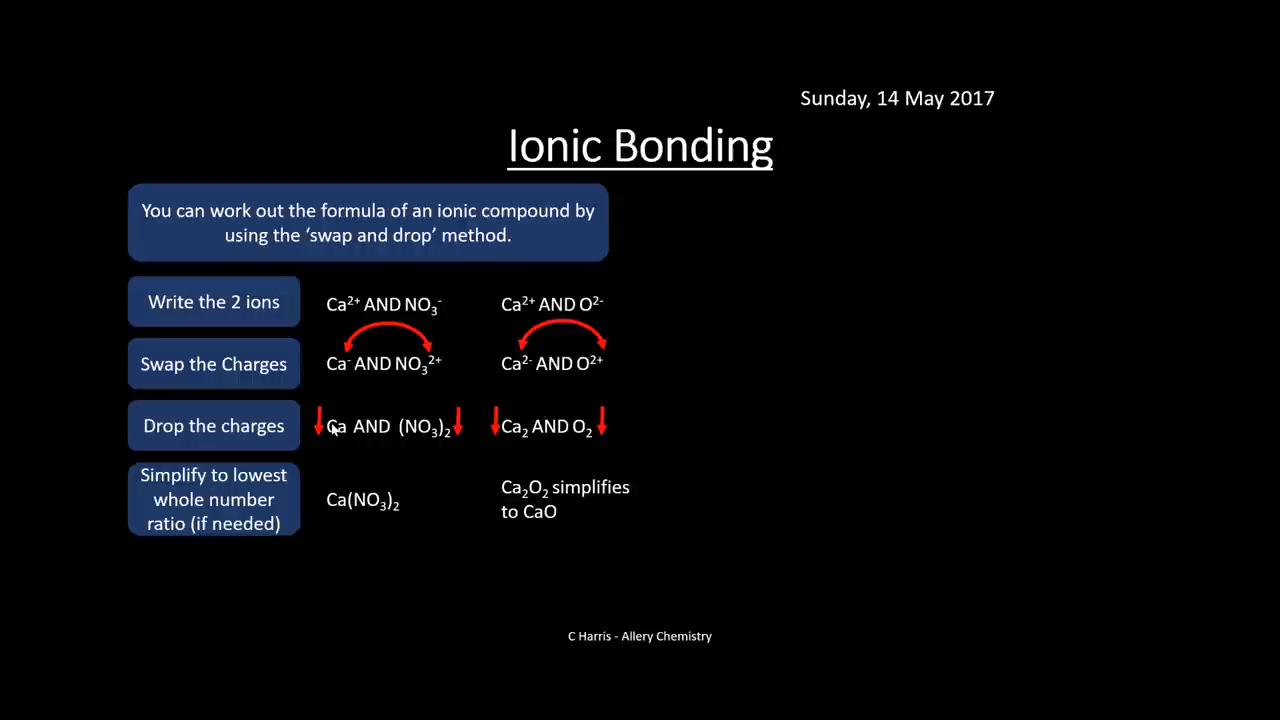 Sunday, 14 May 2017
Ionic Bonding
You can work out the formula of an ionic compound by
using the ‘swap and drop’ method.
Write the 2 ions
Ca²⁺ AND NO₃⁻
Ca²⁺ AND O²⁻
Swap the Charges
Ca⁻ AND NO₃²⁺
Ca²⁻ AND O²⁺
Drop the charges
Ca AND (NO₃)₂
Ca₂ AND O₂
Simplify to lowest
whole number
ratio (if needed)
Ca(NO₃)₂
Ca₂O₂ simplifies
to CaO
C Harris - Allery Chemistry